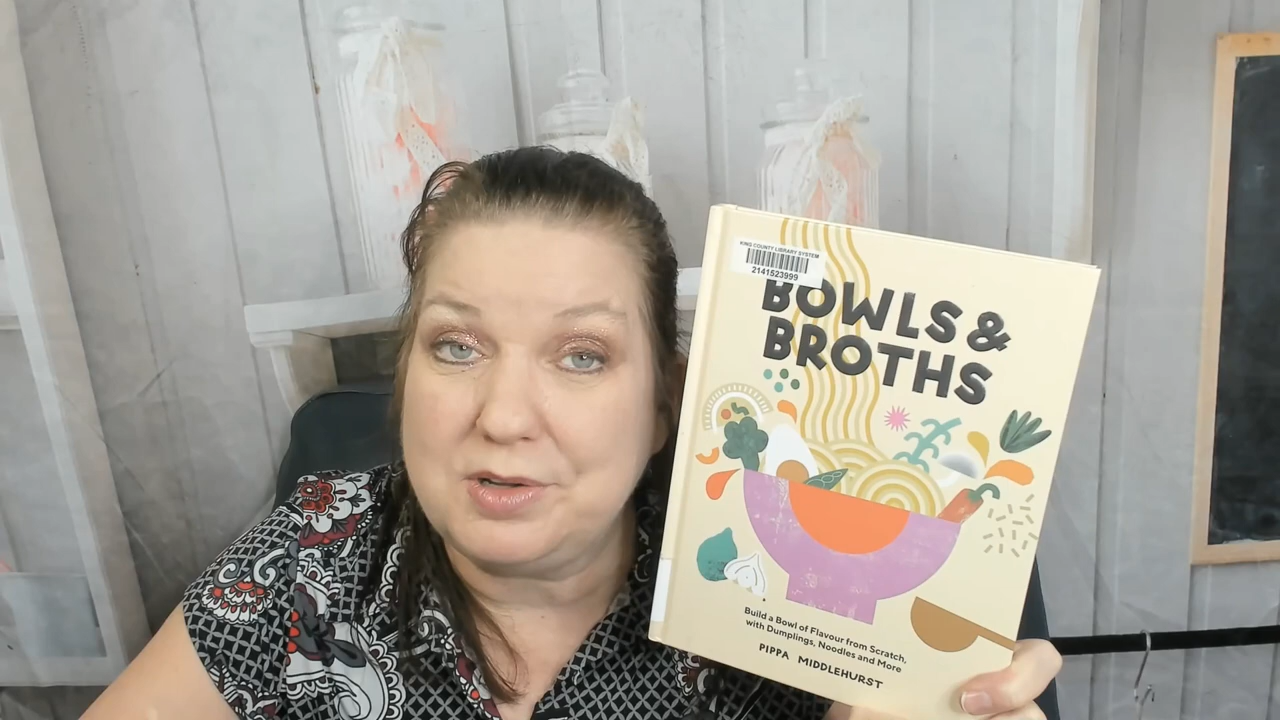 KING COUNTY LIBRARY SYSTEM
2141523999
BOWLS &
BROTHS
Build a Bowl of Flavour from Scratch,
with Dumplings, Noodles and More
PIPPA MIDDLEHURST